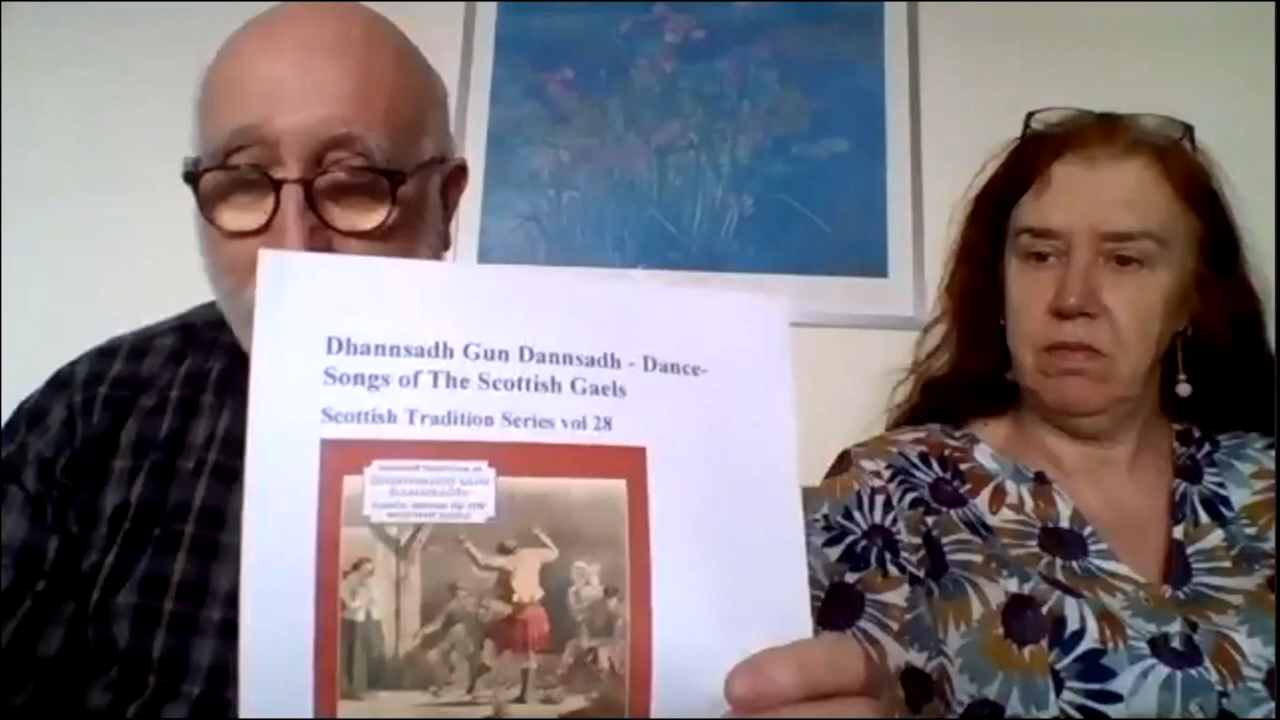 Dhannsadh Gun Dannsadh - Dance-
Songs of The Scottish Gaels
Scottish Tradition Series vol 28